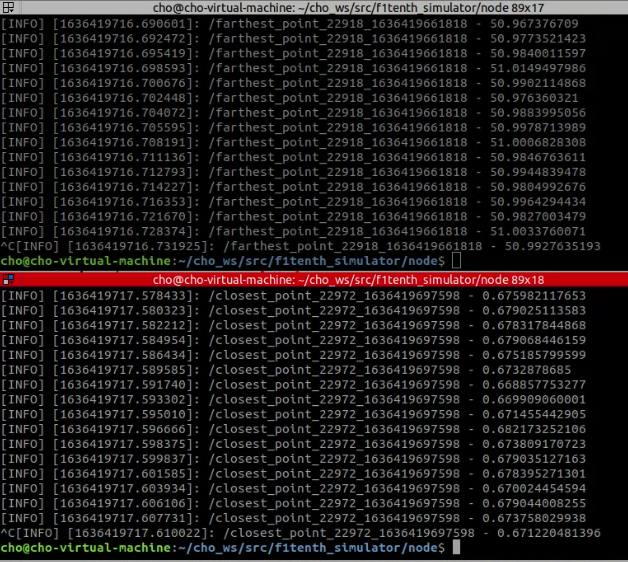 cho@cho-virtual-machine: ~/cho_ws/src/f1tenth_simulator/node 89x17
[INFO] [1636419716.690601]: /farthest_point_22918_1636419661818 - 50.967376709
[INFO] [1636419716.692472]: /farthest_point_22918_1636419661818 - 50.9773521423
[INFO] [1636419716.695419]: /farthest_point_22918_1636419661818 - 50.9840011597
[INFO] [1636419716.698593]: /farthest_point_22918_1636419661818 - 51.0149497986
[INFO] [1636419716.700676]: /farthest_point_22918_1636419661818 - 50.9902114868
[INFO] [1636419716.702448]: /farthest_point_22918_1636419661818 - 50.976360321
[INFO] [1636419716.704072]: /farthest_point_22918_1636419661818 - 50.9883995056
[INFO] [1636419716.705595]: /farthest_point_22918_1636419661818 - 50.9978713989
[INFO] [1636419716.708191]: /farthest_point_22918_1636419661818 - 51.0006828308
[INFO] [1636419716.711136]: /farthest_point_22918_1636419661818 - 50.9846763611
[INFO] [1636419716.712793]: /farthest_point_22918_1636419661818 - 50.9944839478
[INFO] [1636419716.714227]: /farthest_point_22918_1636419661818 - 50.9804992676
[INFO] [1636419716.716353]: /farthest_point_22918_1636419661818 - 50.9964294434
[INFO] [1636419716.721670]: /farthest_point_22918_1636419661818 - 50.9827003479
[INFO] [1636419716.728374]: /farthest_point_22918_1636419661818 - 51.0033760071
^C[INFO] [1636419716.731925]: /farthest_point_22918_1636419661818 - 50.9927635193
cho@cho-virtual-machine:~/cho_ws/src/f1tenth_simulator/node$
cho@cho-virtual-machine: ~/cho_ws/src/f1tenth_simulator/node 89x18
[INFO] [1636419717.578433]: /closest_point_22972_1636419697598 - 0.675982117653
[INFO] [1636419717.580323]: /closest_point_22972_1636419697598 - 0.679025113583
[INFO] [1636419717.582212]: /closest_point_22972_1636419697598 - 0.678317844868
[INFO] [1636419717.584954]: /closest_point_22972_1636419697598 - 0.679068446159
[INFO] [1636419717.586434]: /closest_point_22972_1636419697598 - 0.675185799599
[INFO] [1636419717.589585]: /closest_point_22972_1636419697598 - 0.6732878685
[INFO] [1636419717.591740]: /closest_point_22972_1636419697598 - 0.668857753277
[INFO] [1636419717.593302]: /closest_point_22972_1636419697598 - 0.669909060001
[INFO] [1636419717.595010]: /closest_point_22972_1636419697598 - 0.671455442905
[INFO] [1636419717.596666]: /closest_point_22972_1636419697598 - 0.682173252106
[INFO] [1636419717.598375]: /closest_point_22972_1636419697598 - 0.673809170723
[INFO] [1636419717.599837]: /closest_point_22972_1636419697598 - 0.679035127163
[INFO] [1636419717.601585]: /closest_point_22972_1636419697598 - 0.678395271301
[INFO] [1636419717.603934]: /closest_point_22972_1636419697598 - 0.670024454594
[INFO] [1636419717.606106]: /closest_point_22972_1636419697598 - 0.679044008255
[INFO] [1636419717.607731]: /closest_point_22972_1636419697598 - 0.673758029938
^C[INFO] [1636419717.610022]: /closest_point_22972_1636419697598 - 0.671220481396
cho@cho-virtual-machine:~/cho_ws/src/f1tenth_simulator/node$